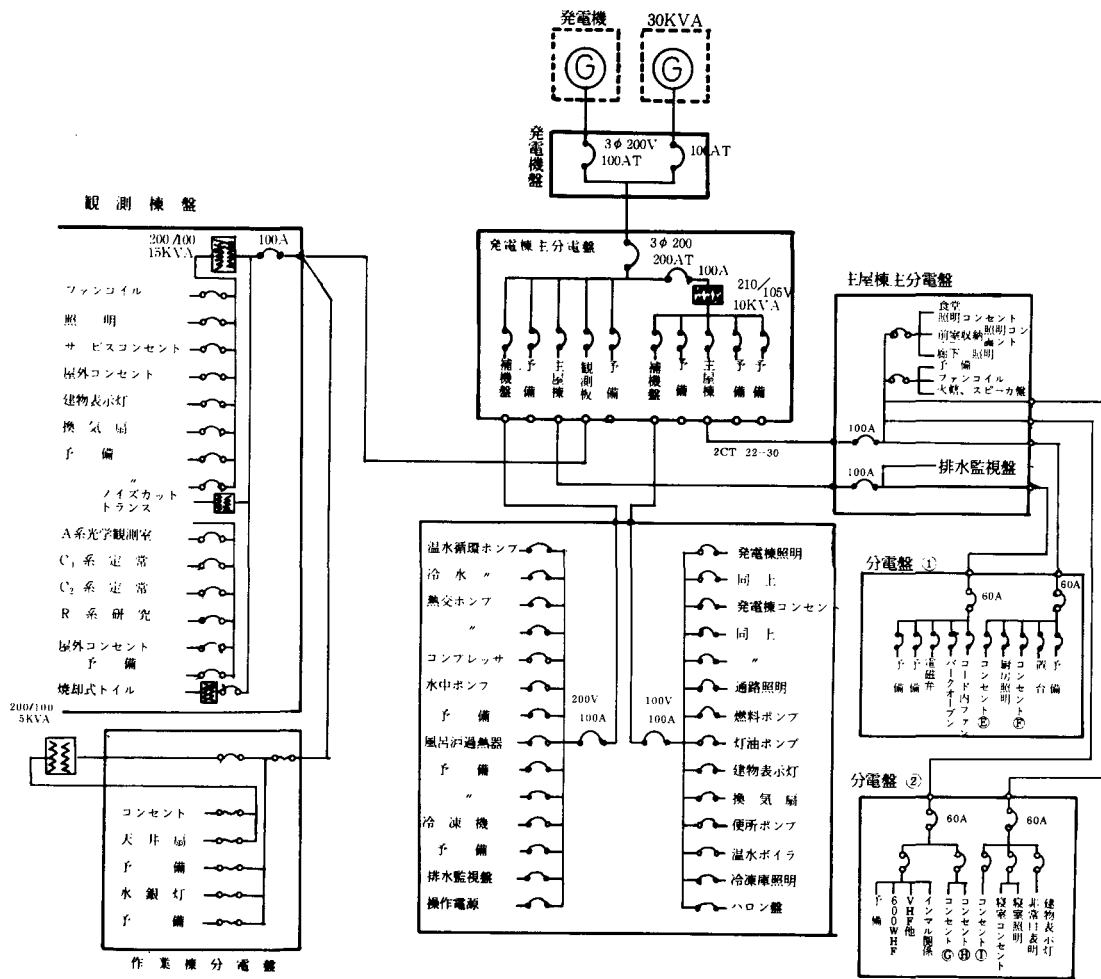 発電機
30KVA
G
G
発電機盤
3φ200V
100AT
100AT
観測棟盤
200/100
15KVA
100A
ファンコイル
照明
サービスコンセント
屋外コンセント
建物表示灯
換気扇
予備
〃
ノイズカット
トランス
A系光学観測室
C₁系定常
C₂系定常
R系研究
屋外コンセント
予備
焼却式トイル
200/100
5KVA
コンセント
天井扇
予備
水銀灯
予備
作業棟分電盤
発電棟主分電盤
3φ200
200AT
100A
210/105V
10KVA
補機盤
予備
主屋棟
観測板
予備
補機盤
予備
主屋棟
予備
予備
2CT 22-30
温水循環ポンプ
冷水〃
熱交ポンプ
〃
コンプレッサ
水中ポンプ
予備
風呂沪過熱器
予備
〃
冷凍機
予備
排水監視盤
操作電源
200V
100A
100V
100A
発電棟照明
同上
発電棟コンセント
同上
〃
通路照明
燃料ポンプ
灯油ポンプ
建物表示灯
換気扇
便所ポンプ
温水ボイラ
冷凍庫照明
ハロン盤
主屋棟主分電盤
食堂
照明コンセント
前室収納照明コンセント
廊下照明
予備
ファンコイル
火報、スピーカ盤
100A
100A
排水監視盤
分電盤①
60A
60A
予備
予備
電磁弁
バークオーブン
コード内ファン
コンセントⒺ
厨房照明
コンセントⒻ
置台
予備
分電盤②
60A
60A
予備
600WHF
VHF他
インマル関係
コンセントⒼ
コンセントⒽ
コンセントⒾ
寝室コンセント
寝室照明
非常口表明
建物表示灯